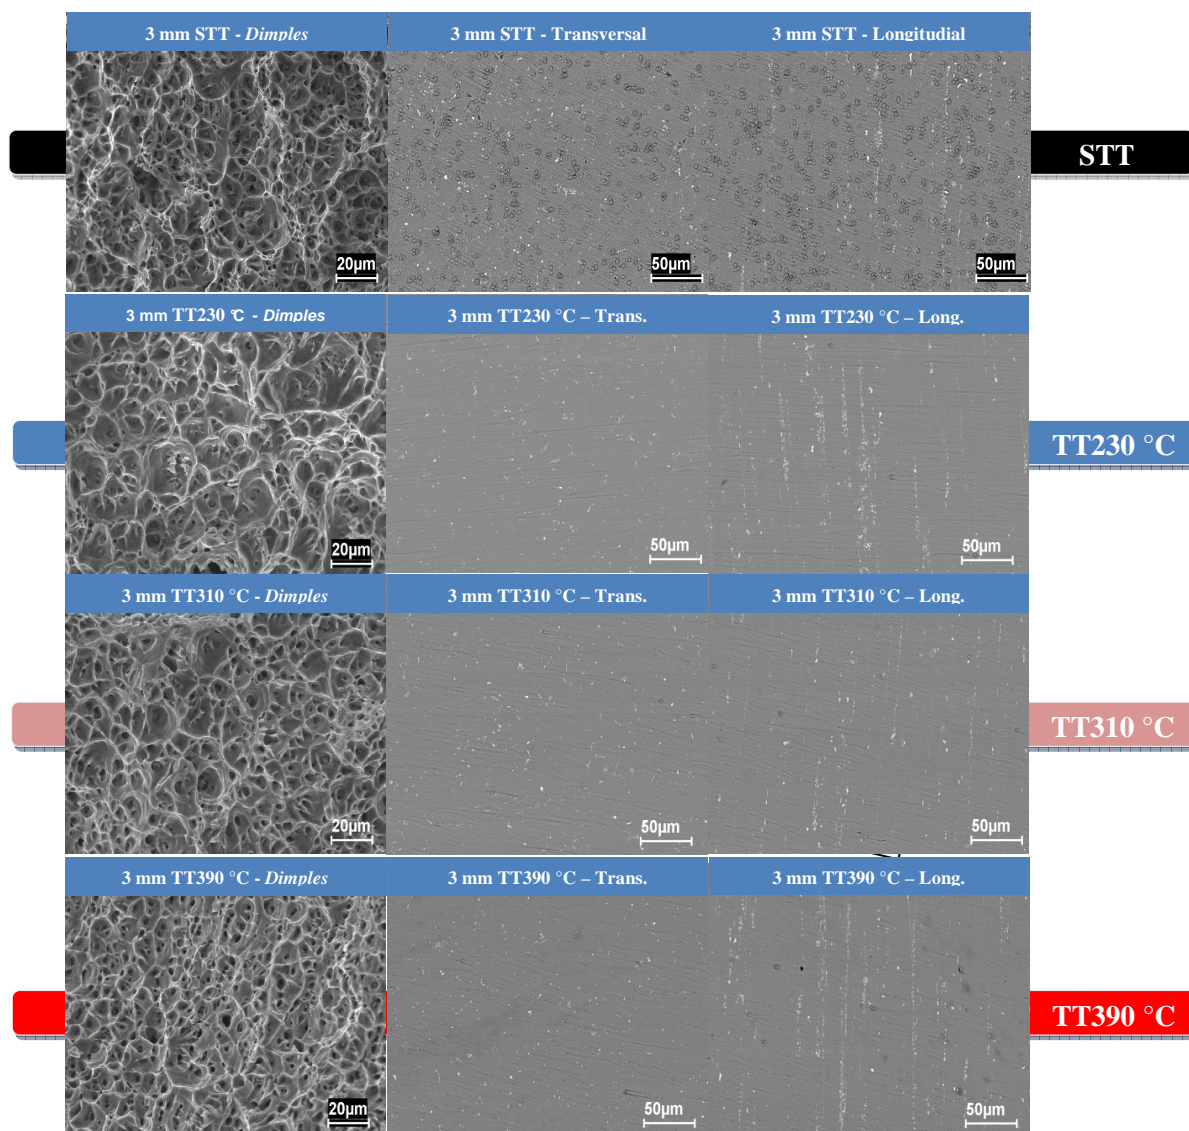 3 mm STT - Dimples
3 mm STT - Transversal
3 mm STT - Longitudial
20µm
50µm
50µm
STT
3 mm TT230 °C - Dimples
3 mm TT230 °C – Trans.
3 mm TT230 °C – Long.
20µm
50µm
50µm
TT230 °C
3 mm TT310 °C - Dimples
3 mm TT310 °C – Trans.
3 mm TT310 °C – Long.
20µm
50µm
50µm
TT310 °C
3 mm TT390 °C - Dimples
3 mm TT390 °C – Trans.
3 mm TT390 °C – Long.
20µm
50µm
50µm
TT390 °C